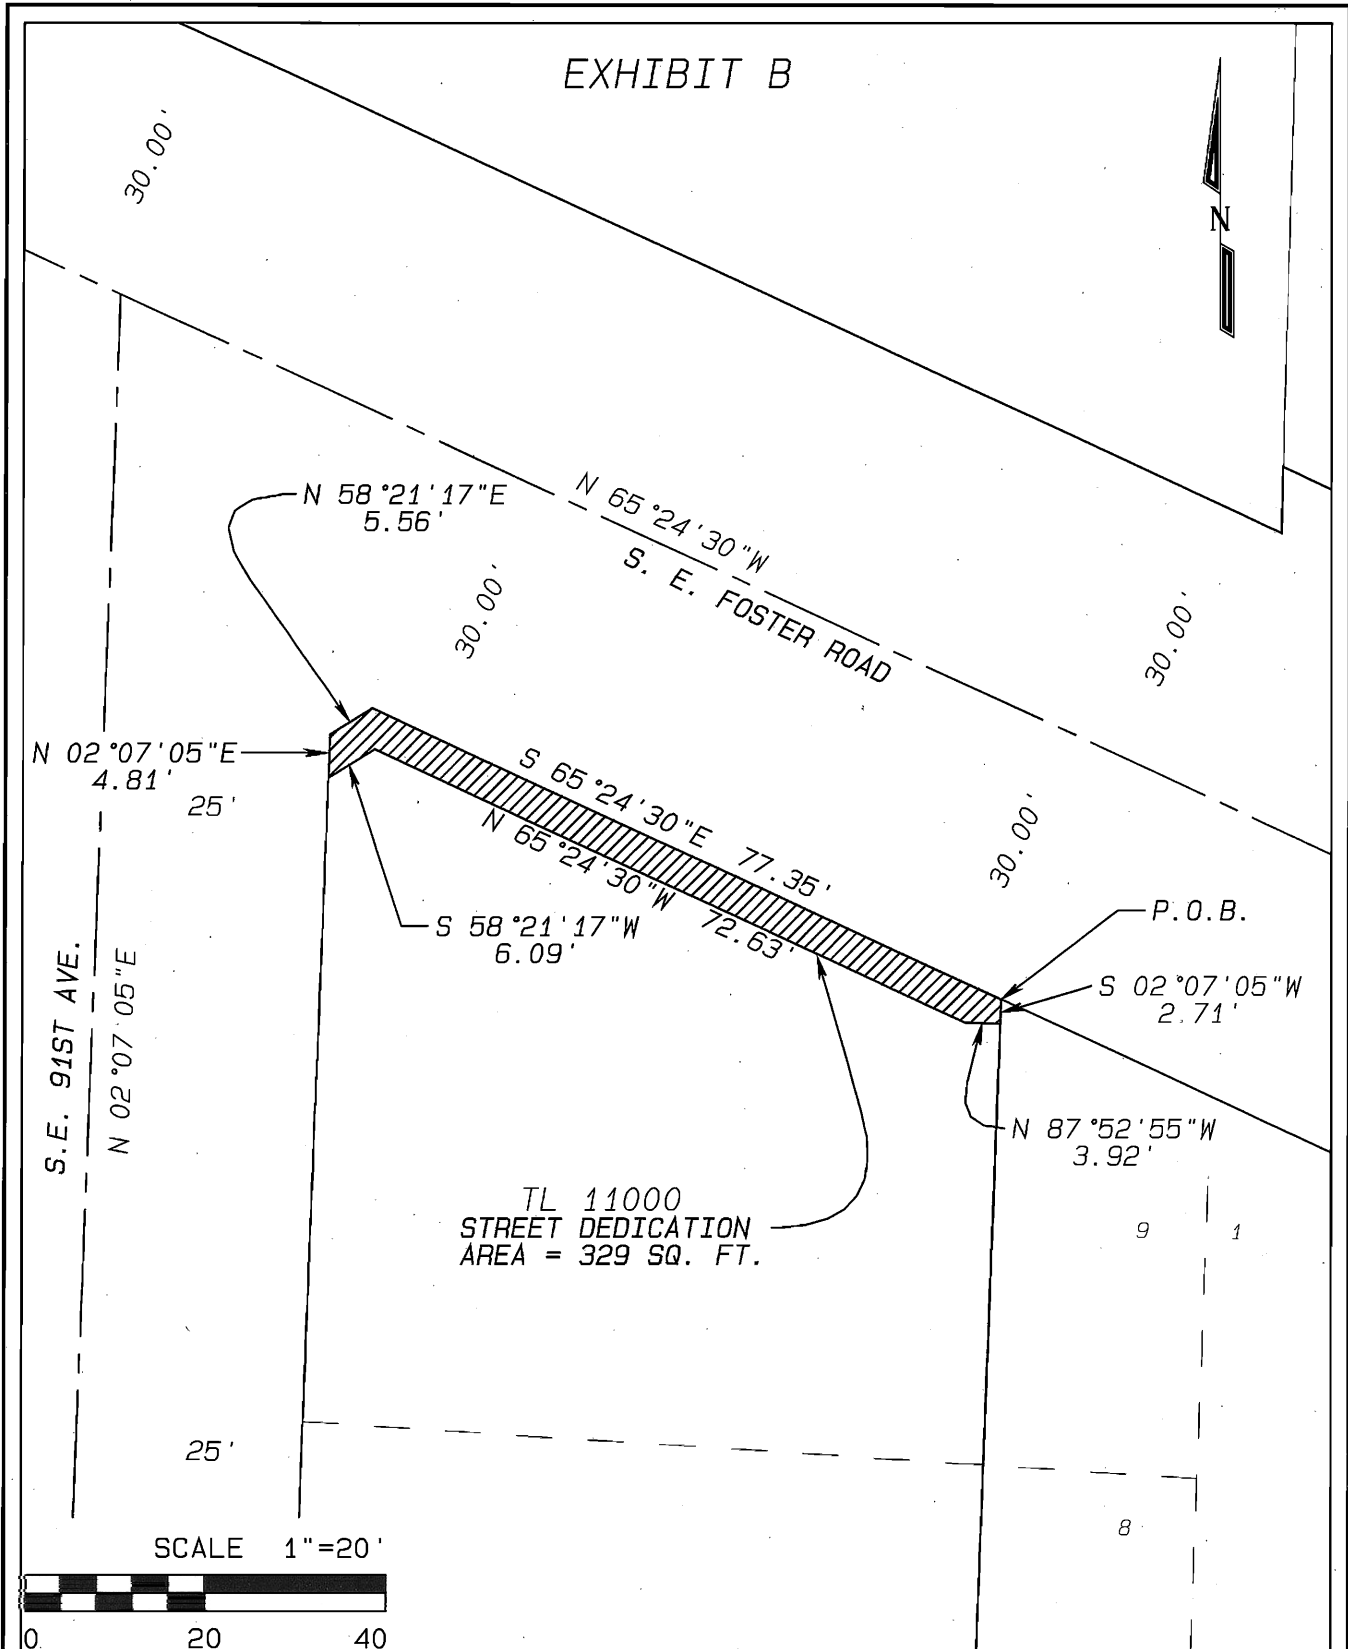 EXHIBIT B
30.00'
N
N 65°24'30"W
S. E. FOSTER ROAD
N 58°21'17"E
5.56'
30.00'
30.00'
N 02°07'05"E
4.81'
25'
S 65°24'30"E 77.35'
N 65°24'30"W 72.63'
30.00'
P.O.B.
S 58°21'17"W
6.09'
S 02°07'05"W
2.71'
S.E. 91ST AVE.
N 02°07'05"E
N 87°52'55"W
3.92'
TL 11000
STREET DEDICATION
AREA = 329 SQ. FT.
9 1
25'
8
SCALE 1"=20'
0 20 40